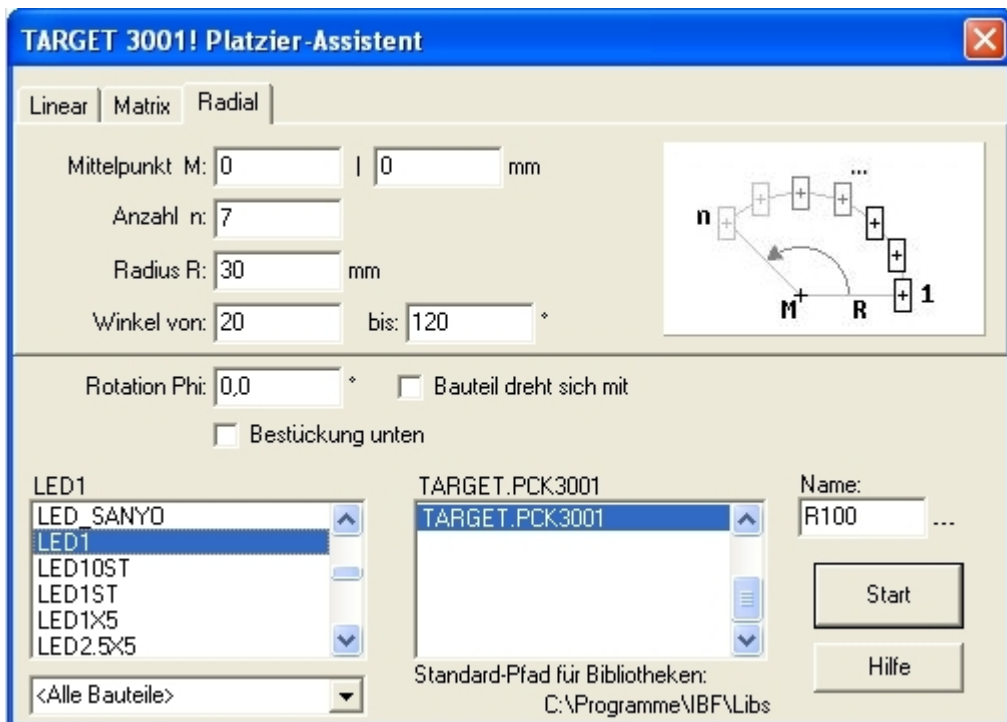 TARGET 3001! Platzier-Assistent
Linear Matrix Radial
Mittelpunkt M: 0 | 0 mm
Anzahl n: 7
Radius R: 30 mm
Winkel von: 20 bis: 120 °
...
n
M R 1
Rotation Phi: 0,0 ° Bauteil dreht sich mit
Bestückung unten
LED1
LED_SANYO
LED1
LED10ST
LED1ST
LED1X5
LED2.5X5
<Alle Bauteile>
TARGET.PCK3001
TARGET.PCK3001
Standard-Pfad für Bibliotheken:
C:\Programme\IBF\Libs
Name:
R100 ...
Start
Hilfe